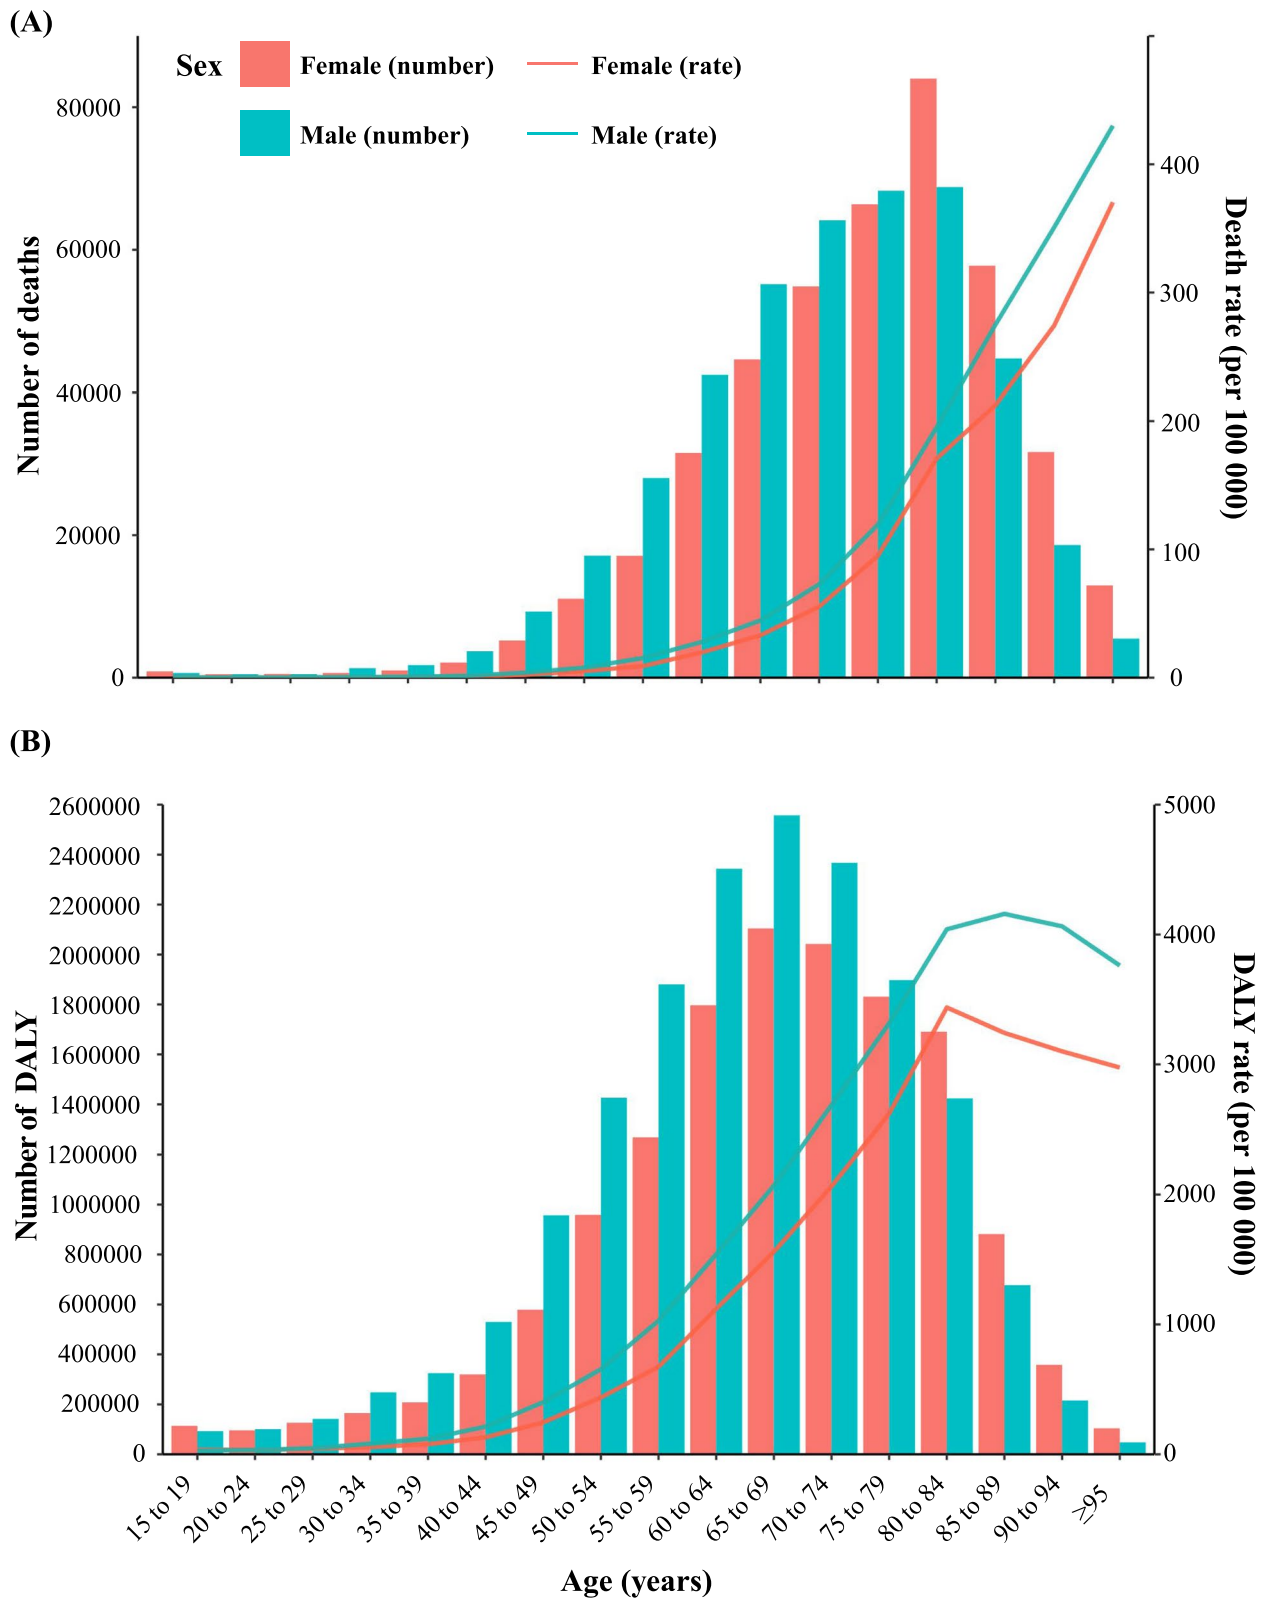 (A)
Sex
Female (number)
Female (rate)
Male (number)
Male (rate)
80000
60000
40000
20000
0
Number of deaths
400
300
200
100
0
Death rate (per 100 000)
(B)
2600000
2400000
2200000
2000000
1800000
1600000
1400000
1200000
1000000
800000
600000
400000
200000
0
Number of DALY
5000
4000
3000
2000
1000
0
DALY rate (per 100 000)
15 to 19
20 to 24
25 to 29
30 to 34
35 to 39
40 to 44
45 to 49
50 to 54
55 to 59
60 to 64
65 to 69
70 to 74
75 to 79
80 to 84
85 to 89
90 to 94
≥95
Age (years)